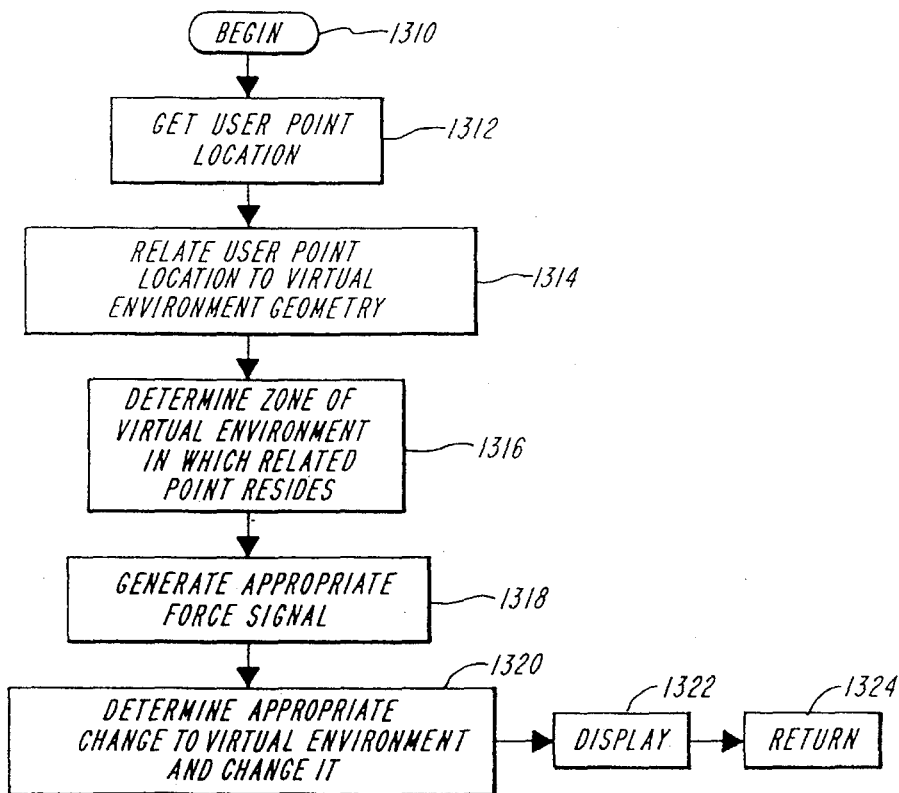 BEGIN
1310
GET USER POINT
LOCATION
1312
RELATE USER POINT
LOCATION TO VIRTUAL
ENVIRONMENT GEOMETRY
1314
DETERMINE ZONE OF
VIRTUAL ENVIRONMENT
IN WHICH RELATED
POINT RESIDES
1316
GENERATE APPROPRIATE
FORCE SIGNAL
1318
DETERMINE APPROPRIATE
CHANGE TO VIRTUAL ENVIRONMENT
AND CHANGE IT
1320
DISPLAY
1322
RETURN
1324